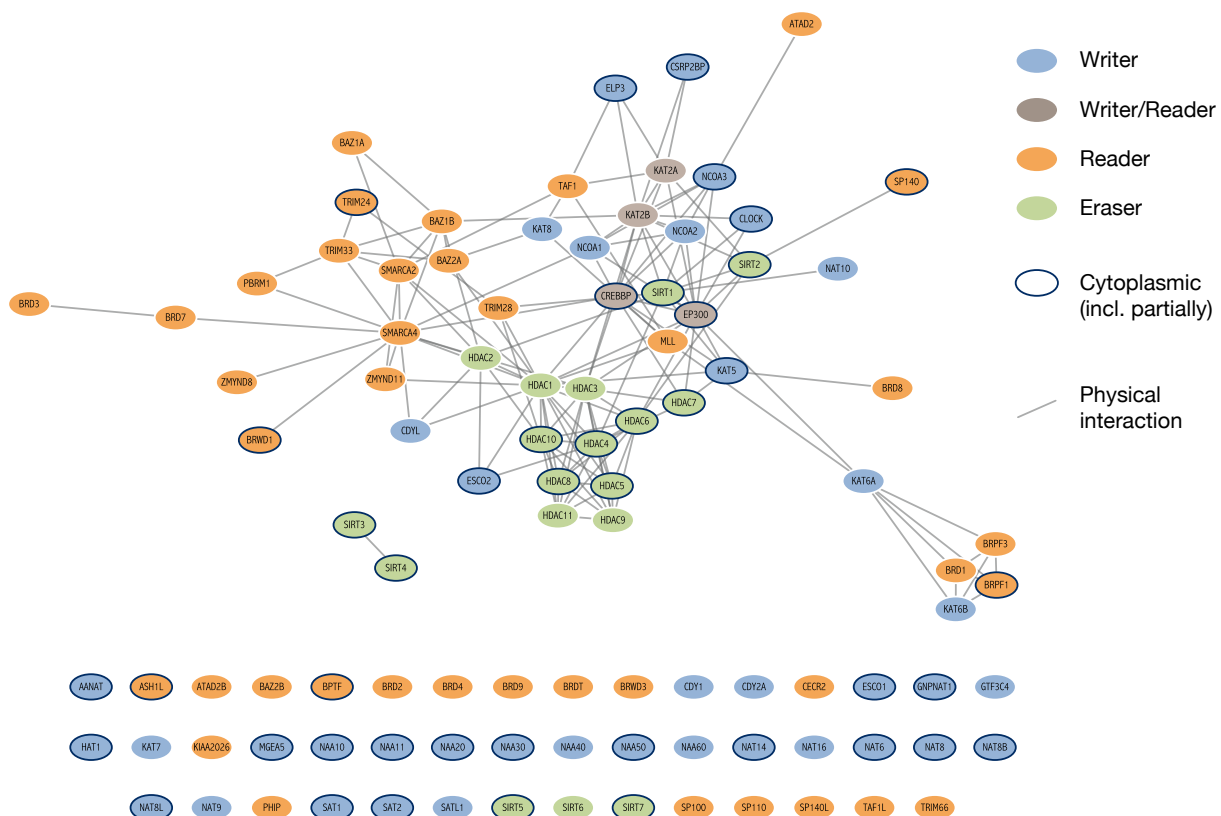 ATAD2
CSRP2BP
ELP3
BAZ1A
KAT2A
NCOA3
SP140
TAF1
TRIM24
KAT2B
CLOCK
BAZ1B
KAT8
NCOA2
NCOA1
TRIM33
BAZ2A
SIRT2
SMARCA2
NAT10
PBRM1
SIRT1
CREBBP
BRD3
TRIM28
EP300
BRD7
SMARCA4
MLL
HDAC2
KAT5
ZMYND8
ZMYND11
HDAC1
HDAC3
BRD8
HDAC7
HDAC6
CDYL
BRWD1
HDAC10
HDAC4
ESCO2
HDAC8
HDAC5
KAT6A
HDAC11
HDAC9
SIRT3
BRPF3
SIRT4
BRD1
BRPF1
KAT6B
Writer
Writer/Reader
Reader
Eraser
Cytoplasmic
(incl. partially)
Physical
interaction
AANAT ASH1L ATAD2B BAZ2B BPTF BRD2 BRD4 BRD9 BRDT BRWD3 CDY1 CDY2A CECR2 ESCO1 GNPNAT1 GTF3C4
HAT1 KAT7 KIAA2026 MGEA5 NAA10 NAA11 NAA20 NAA30 NAA40 NAA50 NAA60 NAT14 NAT16 NAT6 NAT8 NAT8B
NAT8L NAT9 PHIP SAT1 SAT2 SATL1 SIRT5 SIRT6 SIRT7 SP100 SP110 SP140L TAF1L TRIM66